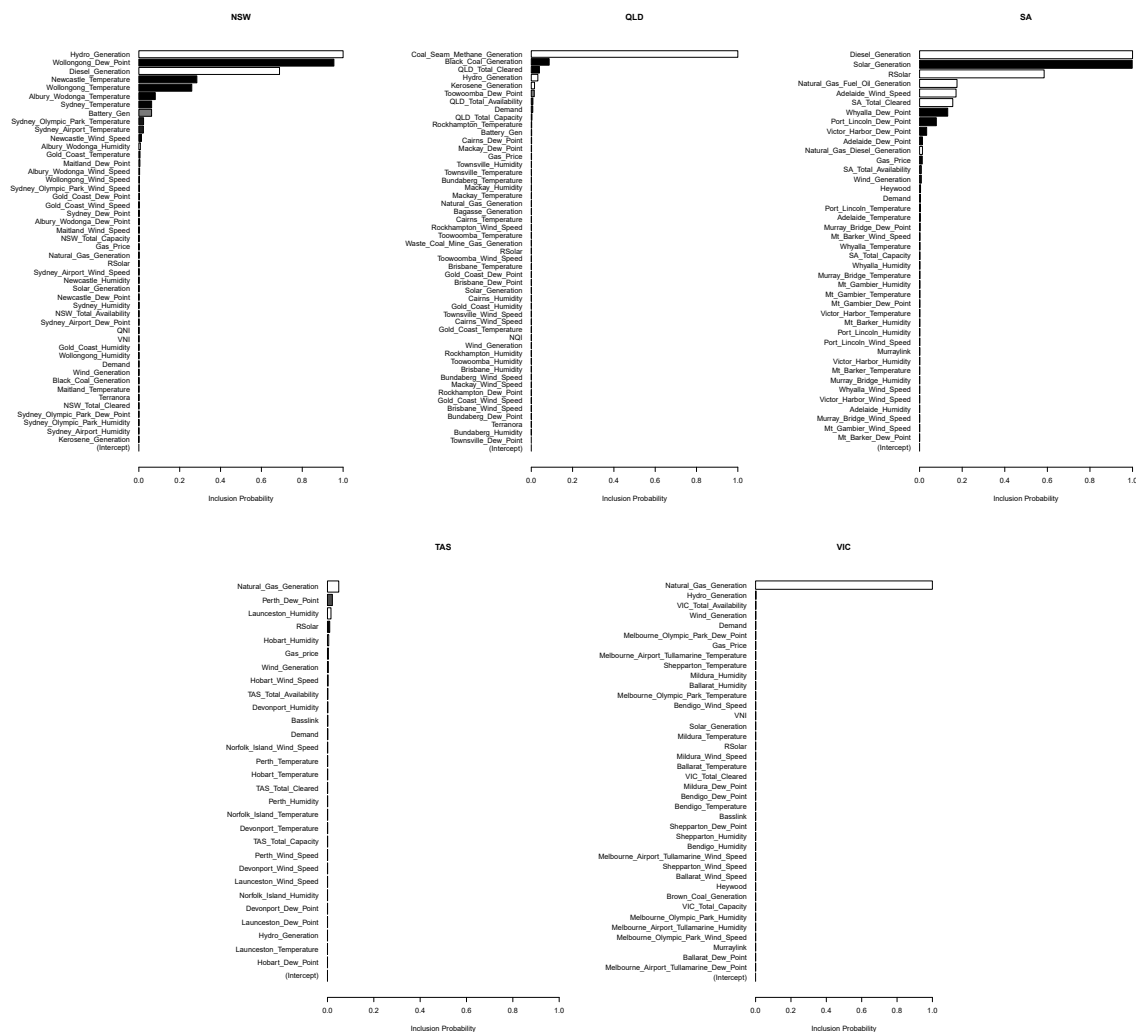 NSW
Hydro_Generation
Wollongong_Dew_Point
Diesel_Generation
Newcastle_Temperature
Wollongong_Temperature
Albury_Wodonga_Temperature
Sydney_Temperature
Battery_Gen
Sydney_Olympic_Park_Temperature
Sydney_Airport_Temperature
Newcastle_Wind_Speed
Albury_Wodonga_Humidity
Gold_Coast_Temperature
Maitland_Dew_Point
Albury_Wodonga_Wind_Speed
Wollongong_Wind_Speed
Sydney_Olympic_Park_Wind_Speed
Gold_Coast_Dew_Point
Gold_Coast_Wind_Speed
Sydney_Dew_Point
Albury_Wodonga_Dew_Point
Maitland_Wind_Speed
NSW_Total_Capacity
Gas_Price
Natural_Gas_Generation
RSolar
Sydney_Airport_Wind_Speed
Newcastle_Humidity
Solar_Generation
Newcastle_Dew_Point
Sydney_Humidity
NSW_Total_Availability
Sydney_Airport_Dew_Point
QNI
VNI
Gold_Coast_Humidity
Wollongong_Humidity
Demand
Wind_Generation
Black_Coal_Generation
Maitland_Temperature
Terranora
NSW_Total_Cleared
Sydney_Olympic_Park_Dew_Point
Sydney_Olympic_Park_Humidity
Sydney_Airport_Humidity
Kerosene_Generation
(Intercept)
0.0 0.2 0.4 0.6 0.8 1.0
Inclusion Probability
QLD
Coal_Seam_Methane_Generation
Black_Coal_Generation
QLD_Total_Cleared
Hydro_Generation
Kerosene_Generation
Toowoomba_Dew_Point
QLD_Total_Availability
Demand
QLD_Total_Capacity
Rockhampton_Temperature
Battery_Gen
Cairns_Dew_Point
Mackay_Dew_Point
Gas_Price
Townsville_Humidity
Townsville_Temperature
Bundaberg_Temperature
Mackay_Humidity
Mackay_Temperature
Natural_Gas_Generation
Bagasse_Generation
Cairns_Temperature
Rockhampton_Wind_Speed
Toowoomba_Temperature
Waste_Coal_Mine_Gas_Generation
RSolar
Toowoomba_Wind_Speed
Brisbane_Temperature
Gold_Coast_Dew_Point
Brisbane_Dew_Point
Solar_Generation
Cairns_Humidity
Gold_Coast_Humidity
Townsville_Wind_Speed
Cairns_Wind_Speed
Gold_Coast_Temperature
NQI
Wind_Generation
Rockhampton_Humidity
Toowoomba_Humidity
Brisbane_Humidity
Bundaberg_Wind_Speed
Mackay_Wind_Speed
Rockhampton_Dew_Point
Gold_Coast_Wind_Speed
Brisbane_Wind_Speed
Bundaberg_Dew_Point
Terranora
Bundaberg_Humidity
Townsville_Dew_Point
(Intercept)
0.0 0.2 0.4 0.6 0.8 1.0
Inclusion Probability
SA
Diesel_Generation
Solar_Generation
RSolar
Natural_Gas_Fuel_Oil_Generation
Adelaide_Wind_Speed
SA_Total_Cleared
Whyalla_Dew_Point
Port_Lincoln_Dew_Point
Victor_Harbor_Dew_Point
Adelaide_Dew_Point
Natural_Gas_Diesel_Generation
Gas_Price
SA_Total_Availability
Wind_Generation
Heywood
Demand
Port_Lincoln_Temperature
Adelaide_Temperature
Murray_Bridge_Dew_Point
Mt_Barker_Wind_Speed
Whyalla_Temperature
SA_Total_Capacity
Whyalla_Humidity
Murray_Bridge_Temperature
Mt_Gambier_Humidity
Mt_Gambier_Temperature
Mt_Gambier_Dew_Point
Victor_Harbor_Temperature
Mt_Barker_Humidity
Port_Lincoln_Humidity
Port_Lincoln_Wind_Speed
Murraylink
Victor_Harbor_Humidity
Mt_Barker_Temperature
Murray_Bridge_Humidity
Whyalla_Wind_Speed
Victor_Harbor_Wind_Speed
Adelaide_Humidity
Murray_Bridge_Wind_Speed
Mt_Gambier_Wind_Speed
Mt_Barker_Dew_Point
(Intercept)
0.0 0.2 0.4 0.6 0.8 1.0
Inclusion Probability
TAS
Natural_Gas_Generation
Perth_Dew_Point
Launceston_Humidity
RSolar
Hobart_Humidity
Gas_price
Wind_Generation
Hobart_Wind_Speed
TAS_Total_Availability
Devonport_Humidity
Basslink
Demand
Norfolk_Island_Wind_Speed
Perth_Temperature
Hobart_Temperature
TAS_Total_Cleared
Perth_Humidity
Norfolk_Island_Temperature
Devonport_Temperature
TAS_Total_Capacity
Perth_Wind_Speed
Devonport_Wind_Speed
Launceston_Wind_Speed
Norfolk_Island_Humidity
Devonport_Dew_Point
Launceston_Dew_Point
Hydro_Generation
Launceston_Temperature
Hobart_Dew_Point
(Intercept)
0.0 0.2 0.4 0.6 0.8 1.0
Inclusion Probability
VIC
Natural_Gas_Generation
Hydro_Generation
VIC_Total_Availability
Wind_Generation
Demand
Melbourne_Olympic_Park_Dew_Point
Gas_Price
Melbourne_Airport_Tullamarine_Temperature
Shepparton_Temperature
Mildura_Humidity
Ballarat_Humidity
Melbourne_Olympic_Park_Temperature
Bendigo_Wind_Speed
VNI
Solar_Generation
Mildura_Temperature
RSolar
Mildura_Wind_Speed
Ballarat_Temperature
VIC_Total_Cleared
Mildura_Dew_Point
Bendigo_Dew_Point
Bendigo_Temperature
Basslink
Shepparton_Dew_Point
Shepparton_Humidity
Bendigo_Humidity
Melbourne_Airport_Tullamarine_Wind_Speed
Shepparton_Wind_Speed
Ballarat_Wind_Speed
Heywood
Brown_Coal_Generation
VIC_Total_Capacity
Melbourne_Olympic_Park_Humidity
Melbourne_Airport_Tullamarine_Humidity
Melbourne_Olympic_Park_Wind_Speed
Murraylink
Ballarat_Dew_Point
Melbourne_Airport_Tullamarine_Dew_Point
(Intercept)
0.0 0.2 0.4 0.6 0.8 1.0
Inclusion Probability